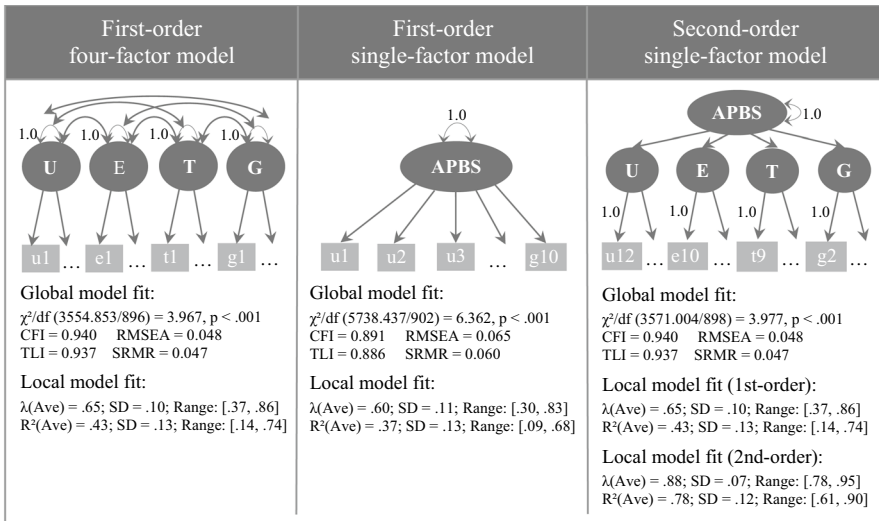 First-order
four-factor model
1.0 1.0 1.0 1.0
U E T G
u1 ... e1 ... t1 ... g1 ...
Global model fit:
χ²/df (3554.853/896) = 3.967, p < .001
CFI = 0.940 RMSEA = 0.048
TLI = 0.937 SRMR = 0.047
Local model fit:
λ(Ave) = .65; SD = .10; Range: [.37, .86]
R²(Ave) = .43; SD = .13; Range: [.14, .74]
First-order
single-factor model
1.0
APBS
u1 u2 u3 ... g10
Global model fit:
χ²/df (5738.437/902) = 6.362, p < .001
CFI = 0.891 RMSEA = 0.065
TLI = 0.886 SRMR = 0.060
Local model fit:
λ(Ave) = .60; SD = .11; Range: [.30, .83]
R²(Ave) = .37; SD = .13; Range: [.09, .68]
Second-order
single-factor model
APBS 1.0
U E T G
1.0 1.0 1.0 1.0
u12 ... e10 ... t9 ... g2 ...
Global model fit:
χ²/df (3571.004/898) = 3.977, p < .001
CFI = 0.940 RMSEA = 0.048
TLI = 0.937 SRMR = 0.047
Local model fit (1st-order):
λ(Ave) = .65; SD = .10; Range: [.37, .86]
R²(Ave) = .43; SD = .13; Range: [.14, .74]
Local model fit (2nd-order):
λ(Ave) = .88; SD = .07; Range: [.78, .95]
R²(Ave) = .78; SD = .12; Range: [.61, .90]